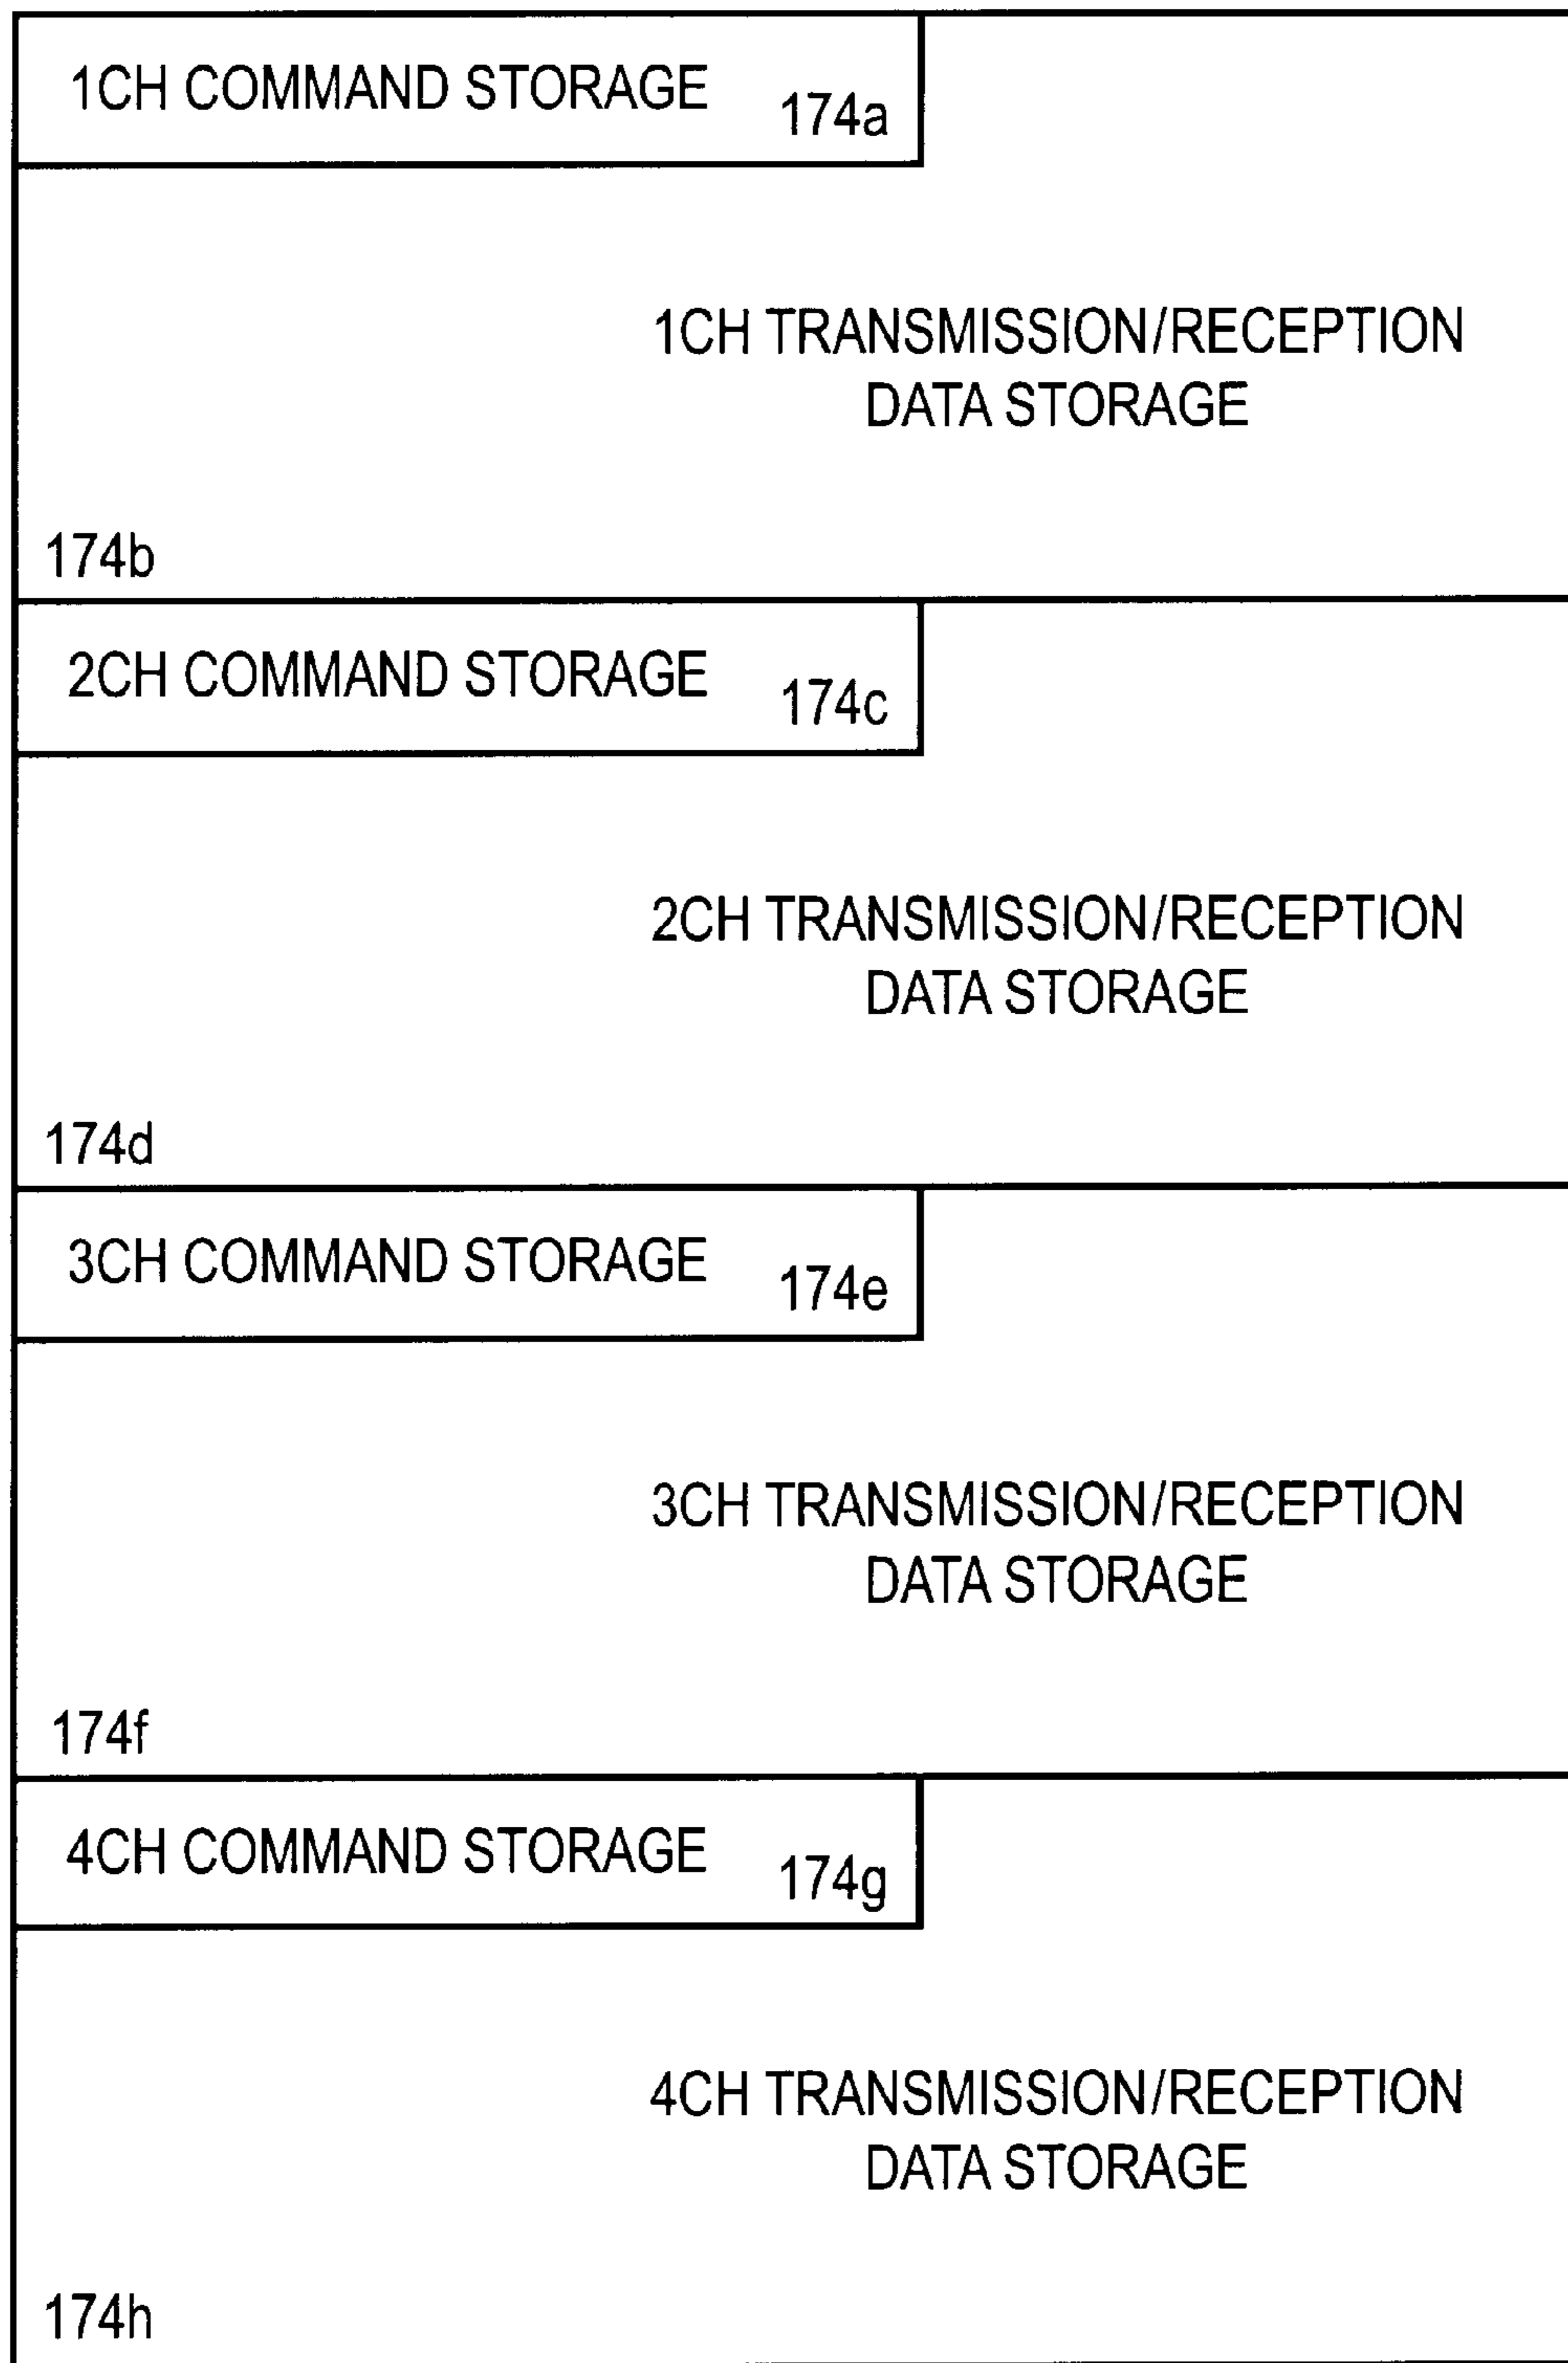 1CH COMMAND STORAGE 174a
1CH TRANSMISSION/RECEPTION
DATA STORAGE
174b
2CH COMMAND STORAGE 174c
2CH TRANSMISSION/RECEPTION
DATA STORAGE
174d
3CH COMMAND STORAGE 174e
3CH TRANSMISSION/RECEPTION
DATA STORAGE
174f
4CH COMMAND STORAGE 174g
4CH TRANSMISSION/RECEPTION
DATA STORAGE
174h